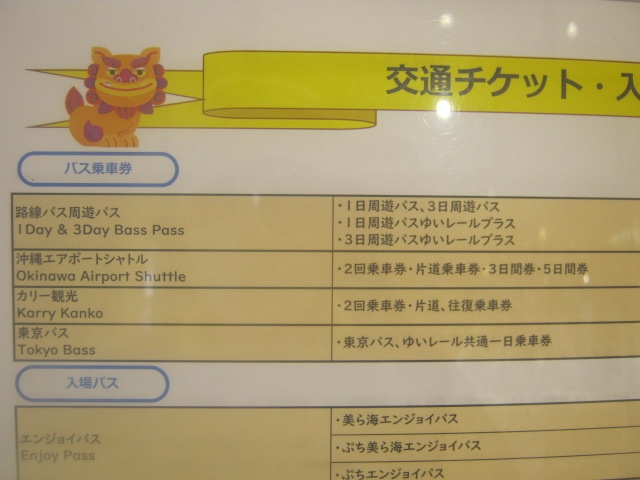 交通チケット・入
バス乗車券
路線バス周遊パス
1Day & 3Day Bass Pass
・1日周遊パス、3日周遊パス
・1日周遊パスゆいレールプラス
・3日周遊パスゆいレールプラス
沖縄エアポートシャトル
Okinawa Airport Shuttle
・2回乗車券・片道乗車券・3日間券・5日間券
カリー観光
Karry Kanko
・2回乗車券・片道、往復乗車券
東京バス
Tokyo Bass
・東京バス、ゆいレール共通一日乗車券
入場パス
エンジョイパス
Enjoy Pass
・美ら海エンジョイパス
・ぷち美ら海エンジョイパス
・ぷちエンジョイパス